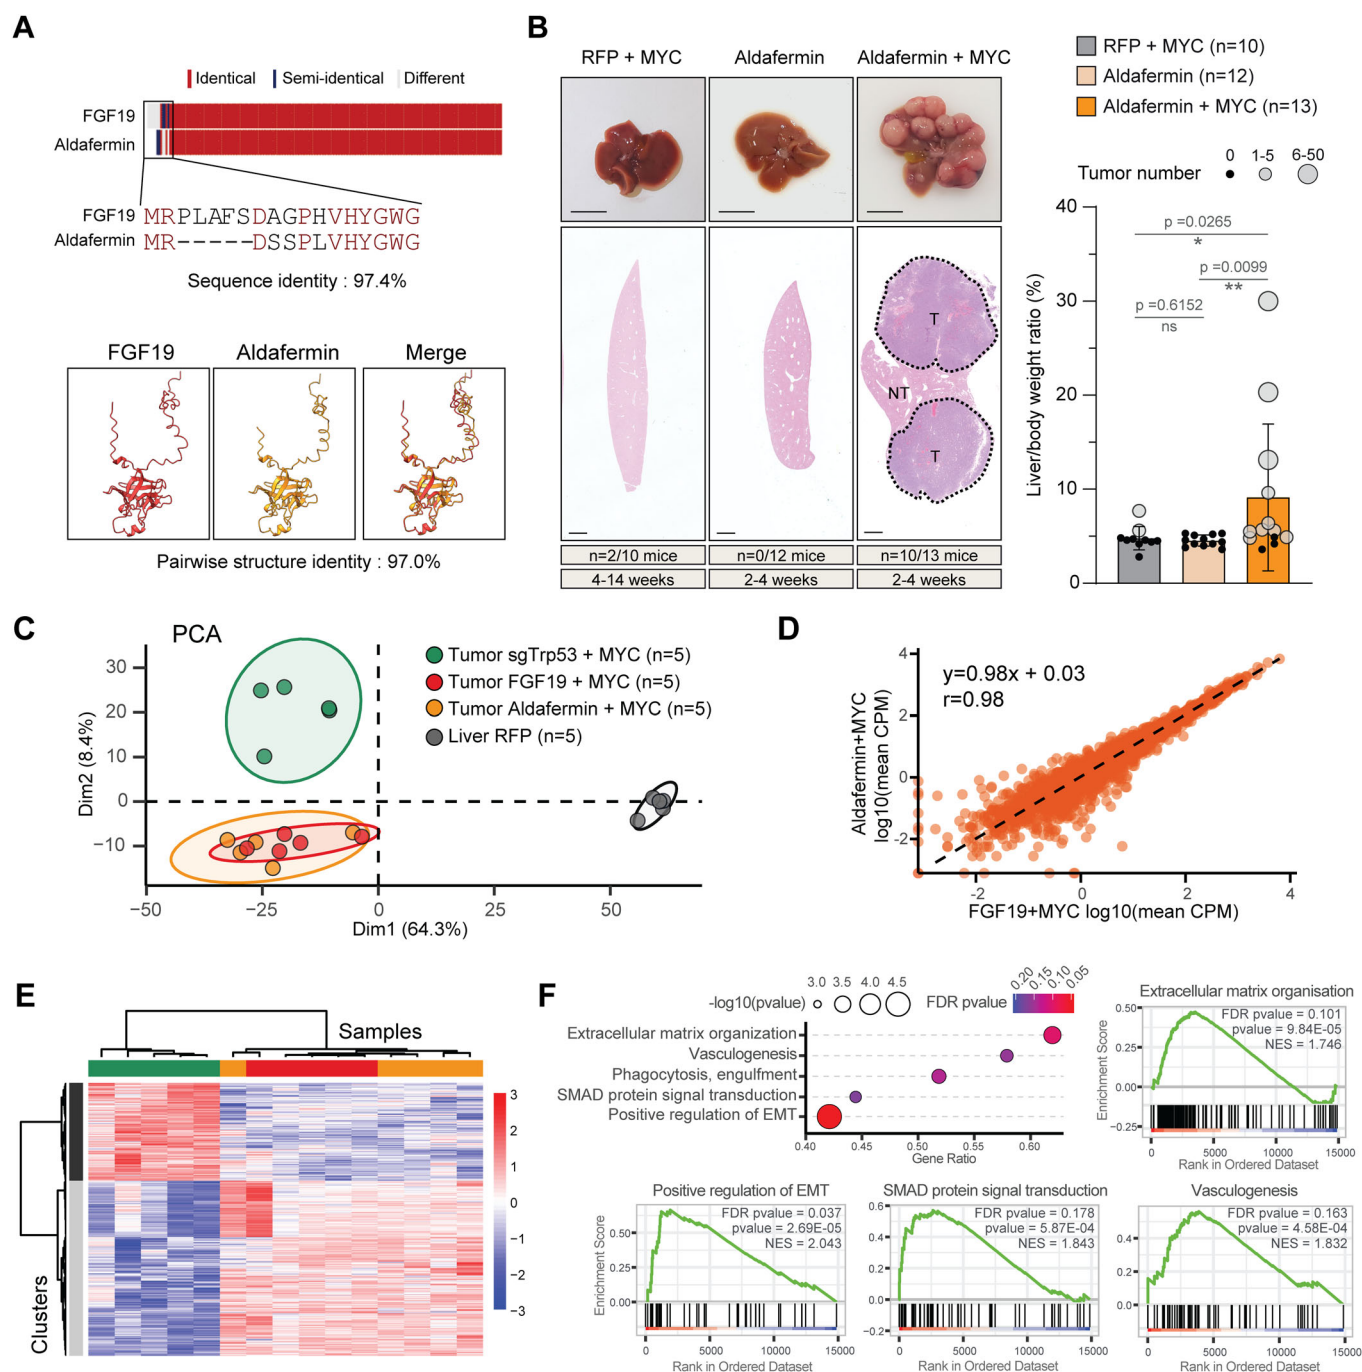 A
Identical Semi-identical Different
FGF19
Aldafermin
FGF19 MRPLAFSDAGPHVHYGWG
Aldafermin MR------DSSPLVHYGWG
Sequence identity : 97.4%
FGF19 Aldafermin Merge
Pairwise structure identity : 97.0%
B
RFP + MYC Aldafermin Aldafermin + MYC
T
NT
T
n=2/10 mice n=0/12 mice n=10/13 mice
4-14 weeks 2-4 weeks 2-4 weeks
RFP + MYC (n=10)
Aldafermin (n=12)
Aldafermin + MYC (n=13)
0 1-5 6-50
Tumor number
Liver/body weight ratio (%)
40
30
20
10
0
p =0.0265
*
p =0.0099
**
p =0.6152
ns
C
PCA
Tumor sgTrp53 + MYC (n=5)
Tumor FGF19 + MYC (n=5)
Tumor Aldafermin + MYC (n=5)
Liver RFP (n=5)
Dim2 (8.4%)
30
20
10
0
−10
−50 −25 0 25 50
Dim1 (64.3%)
D
y=0.98x + 0.03
r=0.98
Aldafermin+MYC
log10(mean CPM)
4
2
0
-2
-2 0 2 4
FGF19+MYC log10(mean CPM)
E
Samples
Clusters
3
2
1
0
−1
−2
−3
F
3.0 3.5 4.0 4.5
-log10(pvalue)
FDR pvalue
0.20 0.15 0.10 0.05
Extracellular matrix organization
Vasculogenesis
Phagocytosis, engulfment
SMAD protein signal transduction
Positive regulation of EMT
0.40 0.45 0.50 0.55 0.60
Gene Ratio
Extracellular matrix organisation
FDR pvalue = 0.101
pvalue = 9.84E-05
NES = 1.746
Enrichment Score
0.50
0.25
0.00
−0.25
0 5000 10000 15000
Rank in Ordered Dataset
Positive regulation of EMT
FDR pvalue = 0.037
pvalue = 2.69E-05
NES = 2.043
Enrichment Score
0.50
0.25
0.00
0 5000 10000 15000
Rank in Ordered Dataset
SMAD protein signal transduction
FDR pvalue = 0.178
pvalue = 5.87E-04
NES = 1.843
0.6
0.4
0.2
0.0
−0.2
0 5000 10000 15000
Rank in Ordered Dataset
Vasculogenesis
FDR pvalue = 0.163
pvalue = 4.58E-04
NES = 1.832
0.4
0.2
0.0
0 5000 10000 15000
Rank in Ordered Dataset